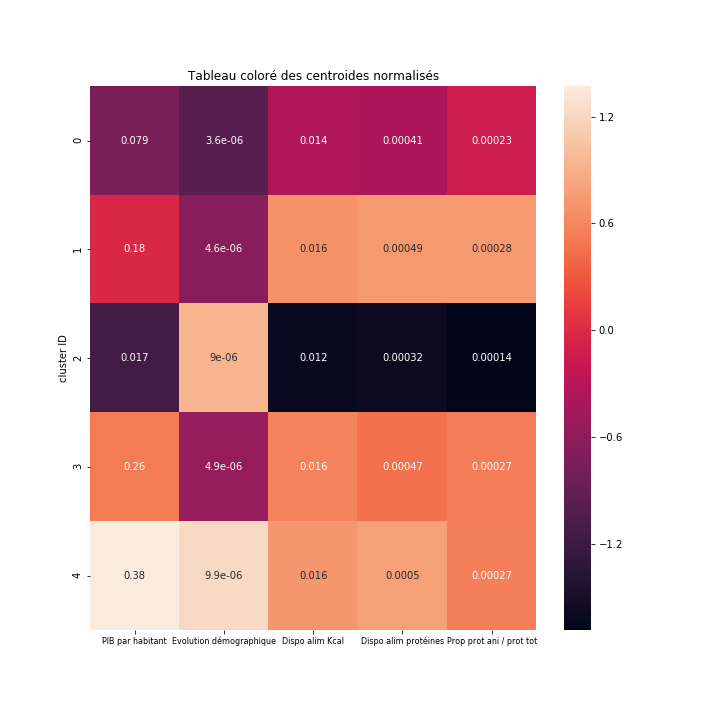 Tableau coloré des centroides normalisés
0 0.079 3.6e-06 0.014 0.00041 0.00023
1 0.18 4.6e-06 0.016 0.00049 0.00028
2 0.017 9e-06 0.012 0.00032 0.00014
3 0.26 4.9e-06 0.016 0.00047 0.00027
4 0.38 9.9e-06 0.016 0.0005 0.00027
cluster ID
PIB par habitant Evolution démographique Dispo alim Kcal Dispo alim protéines Prop prot ani / prot tot
1.2
0.6
0.0
−0.6
−1.2